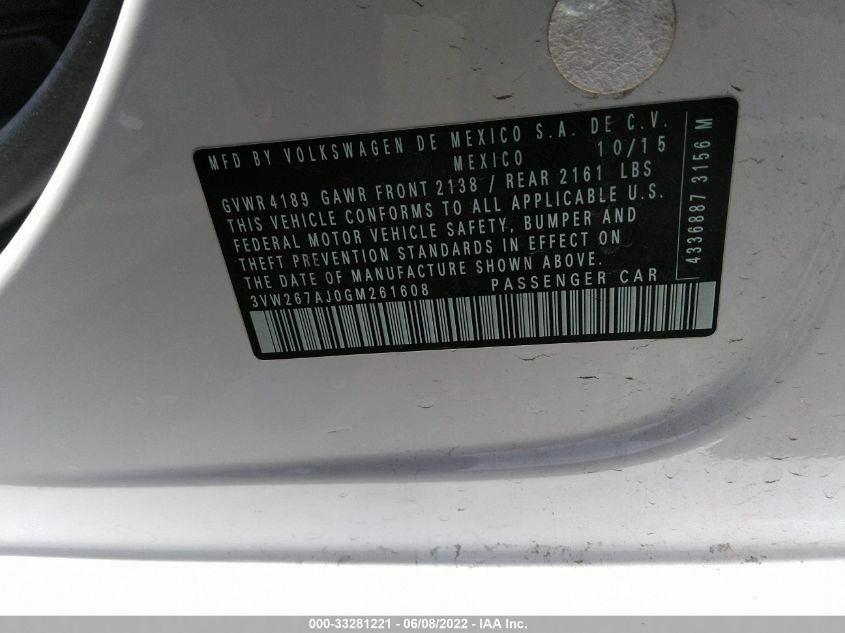 MFD BY VOLKSWAGEN DE MEXICO S.A. DE C.V.
MEXICO 10/15
GVWR 4189 GAWR FRONT 2138 / REAR 2161 LBS
THIS VEHICLE CONFORMS TO ALL APPLICABLE U.S.
FEDERAL MOTOR VEHICLE SAFETY, BUMPER AND
THEFT PREVENTION STANDARDS IN EFFECT ON
THE DATE OF MANUFACTURE SHOWN ABOVE.
3VW267AJ0GM261608 PASSENGER CAR
4336887 3156 M
000-33281221 - 06/08/2022 - IAA Inc.